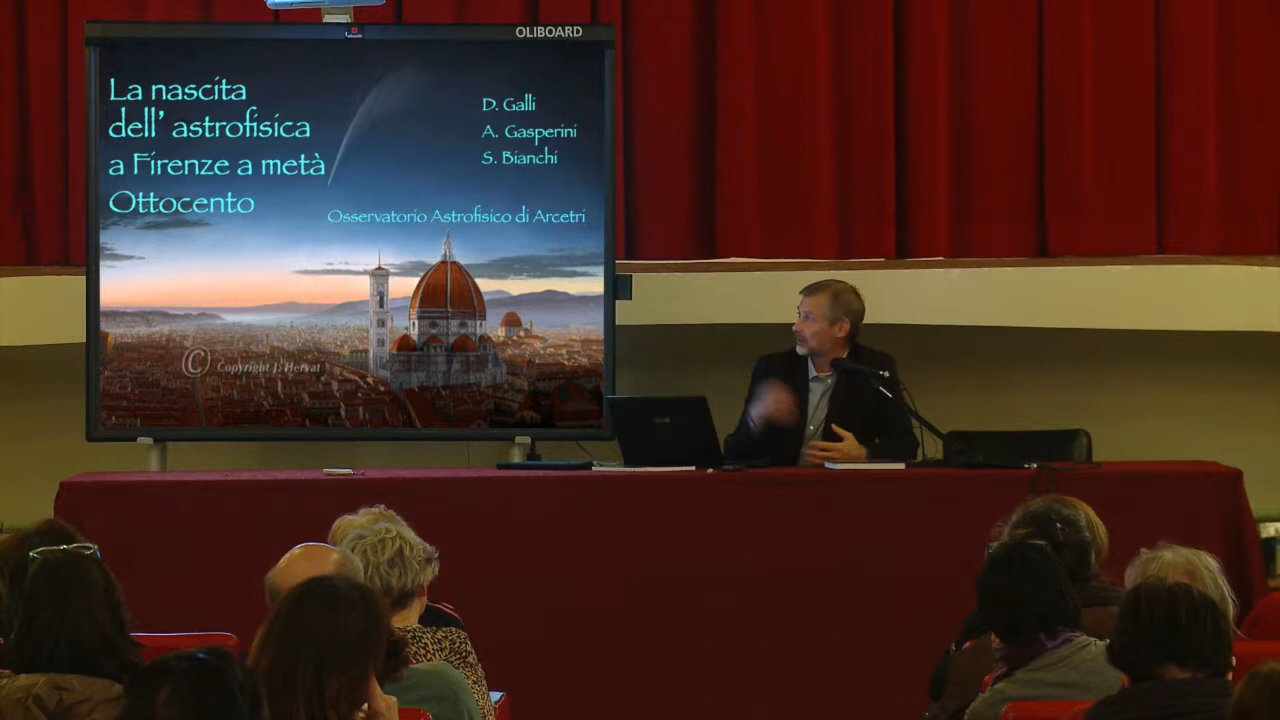 OLIBOARD
La nascita
dell' astrofisica
a Firenze a metà
Ottocento
D. Galli
A. Gasperini
S. Bianchi
Osservatorio Astrofisico di Arcetri
© Copyright J. Hervat